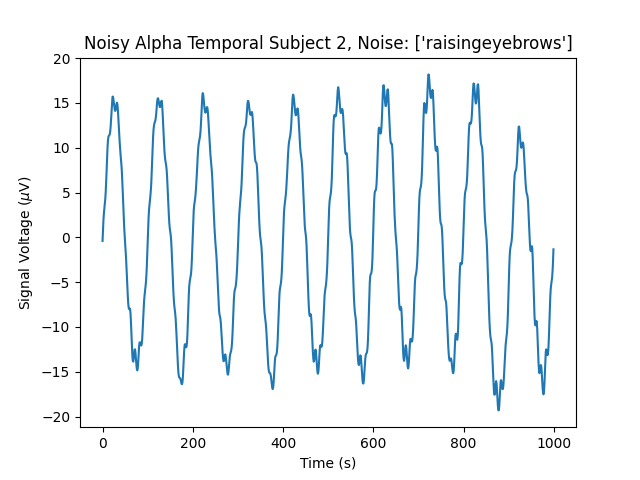 Noisy Alpha Temporal Subject 2, Noise: ['raisingeyebrows']
20
15
10
5
0
−5
−10
−15
−20
Signal Voltage (μV)
0 200 400 600 800 1000
Time (s)